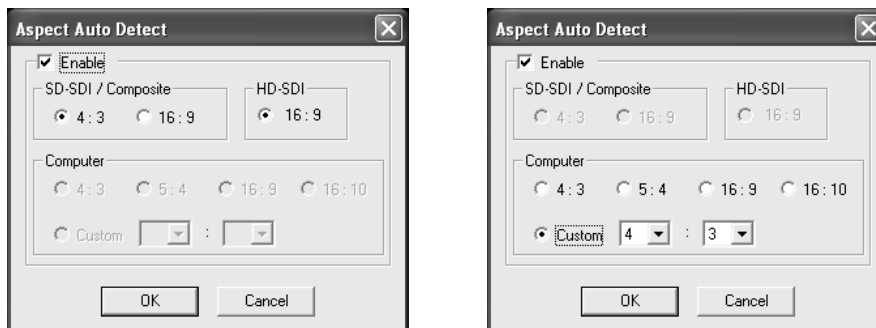 Aspect Auto Detect
Enable
SD-SDI / Composite
HD-SDI
4 : 3
16 : 9
16 : 9
Computer
4 : 3
5 : 4
16 : 9
16 : 10
Custom
:
OK
Cancel
Aspect Auto Detect
Enable
SD-SDI / Composite
HD-SDI
4 : 3
16 : 9
16 : 9
Computer
4 : 3
5 : 4
16 : 9
16 : 10
Custom
4
:
3
OK
Cancel